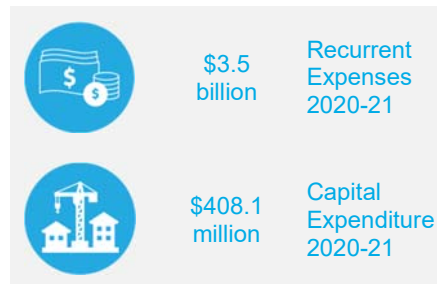 $
$
$3.5
billion
Recurrent
Expenses
2020-21
$408.1
million
Capital
Expenditure
2020-21